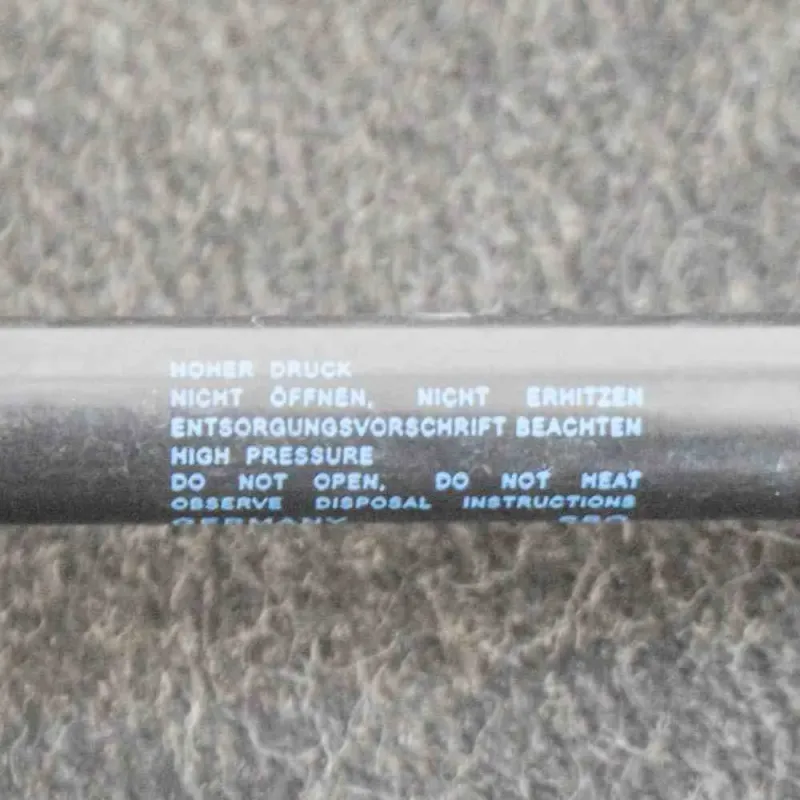 HOHER DRUCK
NICHT ÖFFNEN, NICHT ERHITZEN
ENTSORGUNGSVORSCHRIFT BEACHTEN
HIGH PRESSURE
DO NOT OPEN, DO NOT HEAT
OBSERVE DISPOSAL INSTRUCTIONS
GERMANY